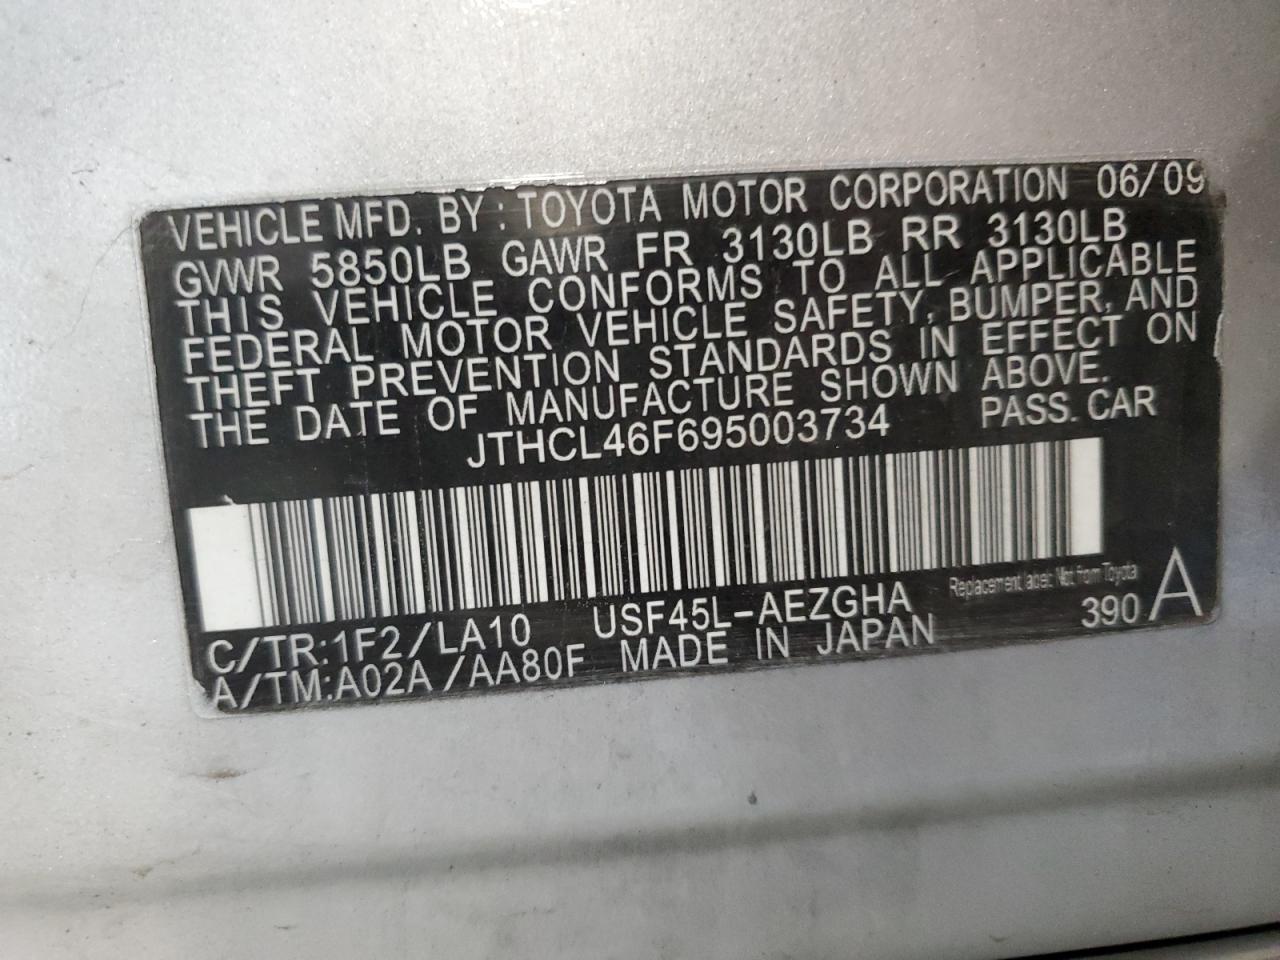 VEHICLE MFD. BY : TOYOTA MOTOR CORPORATION 06/09
GVWR 5850LB GAWR FR 3130LB RR 3130LB
THIS VEHICLE CONFORMS TO ALL APPLICABLE
FEDERAL MOTOR VEHICLE SAFETY, BUMPER, AND
THEFT PREVENTION STANDARDS IN EFFECT ON
THE DATE OF MANUFACTURE SHOWN ABOVE.
JTHCL46F695003734 PASS. CAR
Replacement label: Not from Toyota
C/TR:1F2/LA10 USF45L-AEZGHA 390 A
A/TM:A02A/AA80F MADE IN JAPAN